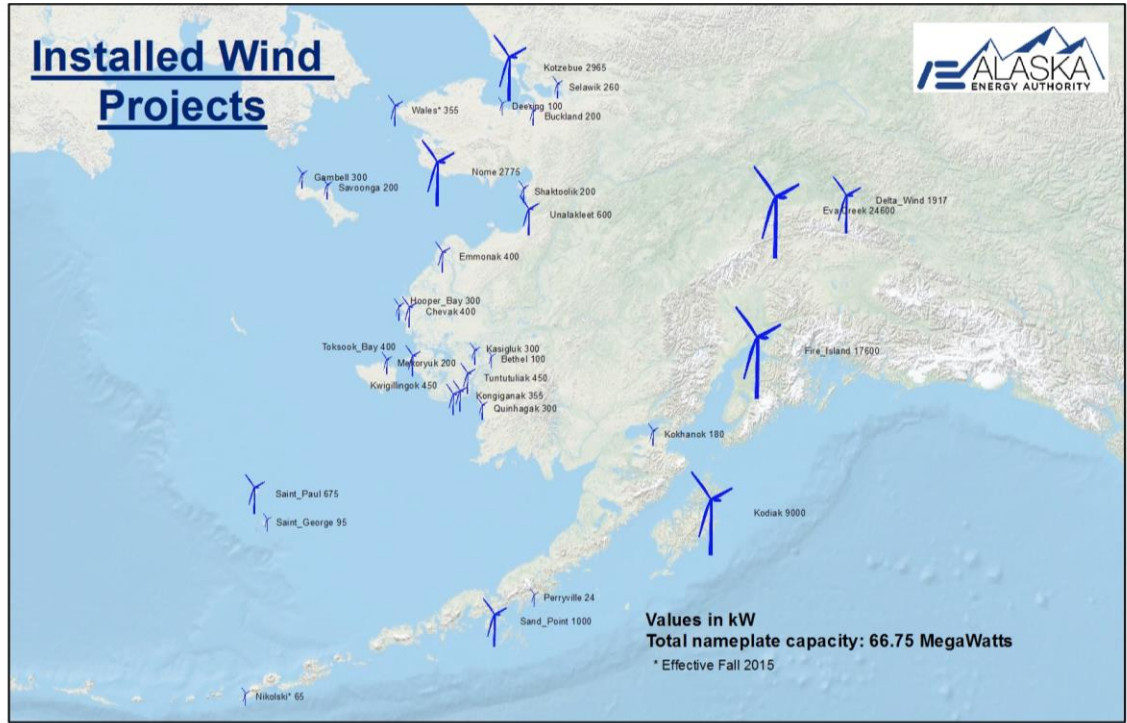 Installed Wind
Projects
ALASKA
ENERGY AUTHORITY
Kotzebue 2965
Selawik 260
Deering 100
Buckland 200
Wales* 355
Nome 2775
Gambell 300
Savoonga 200
Shaktoolik 200
Unalakleet 600
Delta_Wind 1917
Eva Creek 24600
Emmonak 400
Hooper_Bay 300
Chevak 400
Toksook_Bay 400
Mekoryuk 200
Kasigluk 300
Bethel 100
Fire_Island 17600
Kwigillingok 450
Tuntutuliak 450
Kongiganak 355
Quinhagak 300
Kokhanok 180
Saint_Paul 675
Saint_George 95
Kodiak 9000
Perryville 24
Sand_Point 1000
Values in kW
Total nameplate capacity: 66.75 MegaWatts
* Effective Fall 2015
Nikolski* 65